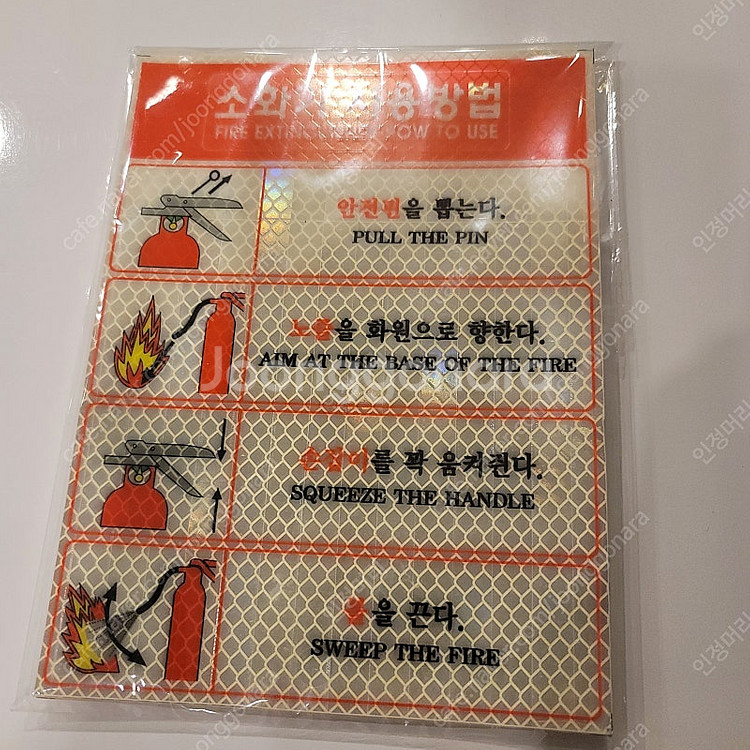 소화기 사용방법
FIRE EXTINGUISHER HOW TO USE
안전핀을 뽑는다.
PULL THE PIN
노즐을 화원으로 향한다.
AIM AT THE BASE OF THE FIRE
손잡이를 꽉 움켜쥔다.
SQUEEZE THE HANDLE
불을 끈다.
SWEEP THE FIRE
Joonggonara